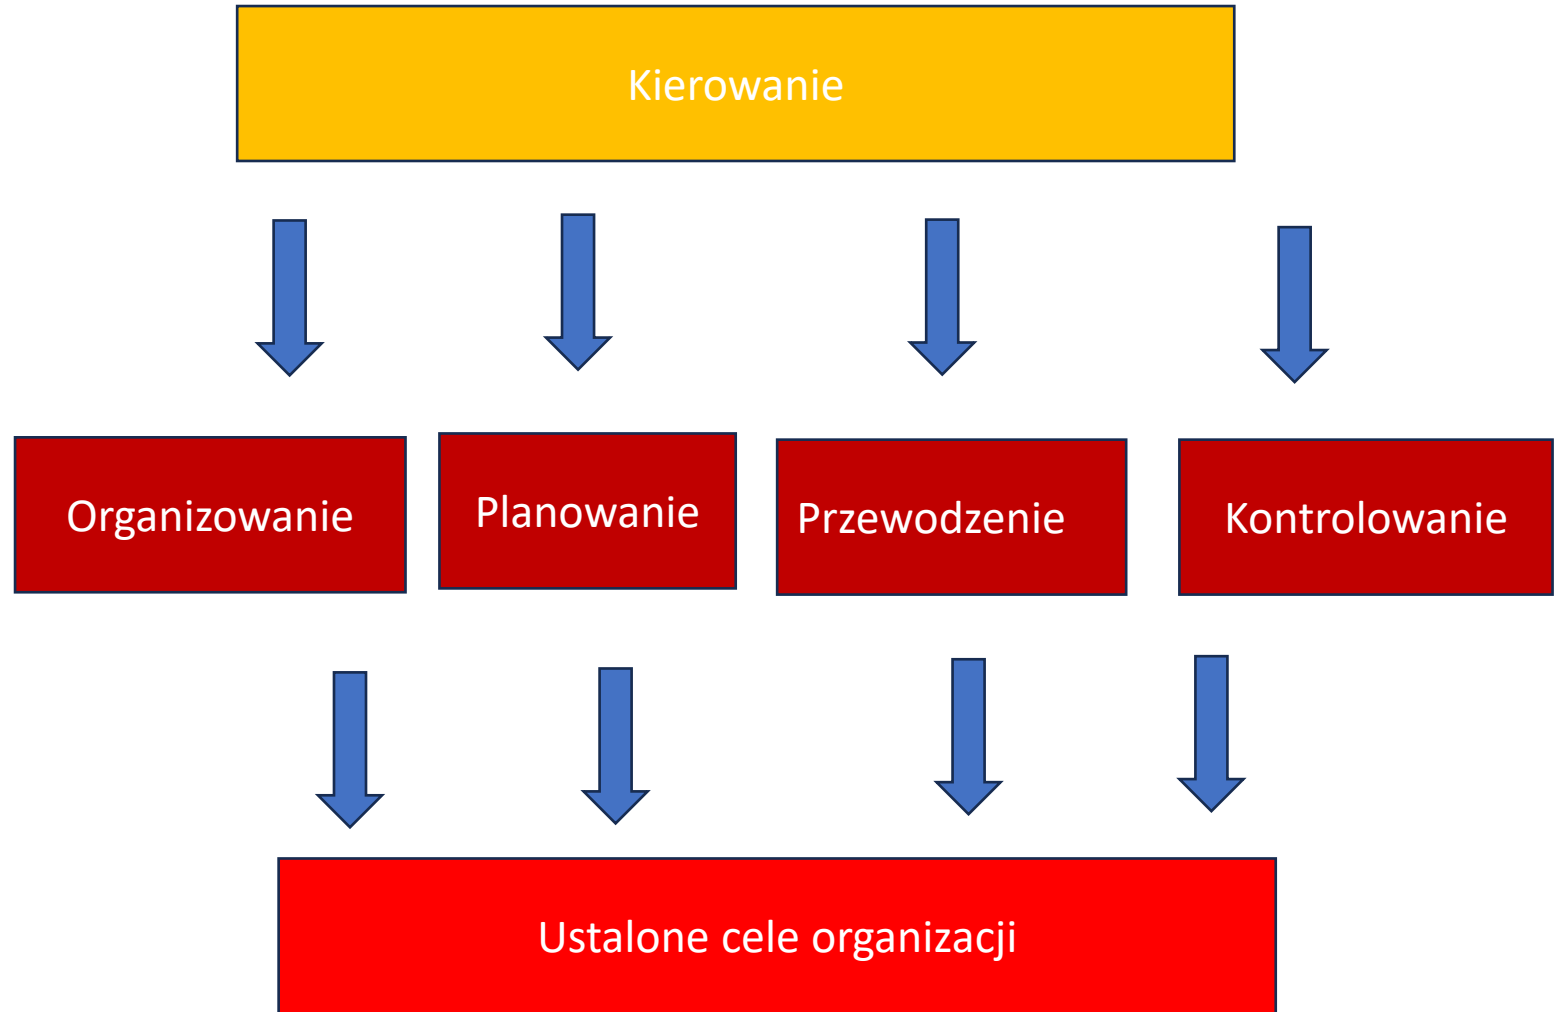 Kierowanie
Organizowanie
Planowanie
Przewodzenie
Kontrolowanie
Ustalone cele organizacji